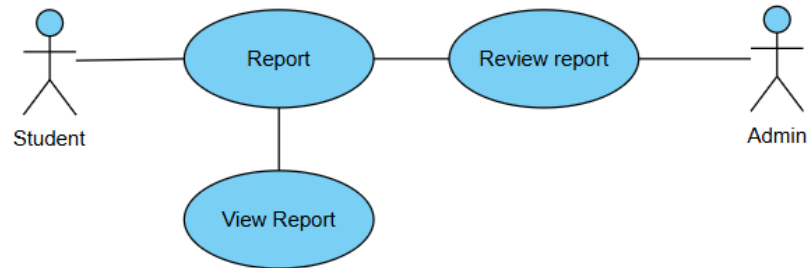 Report
Review report
Student
Admin
View Report